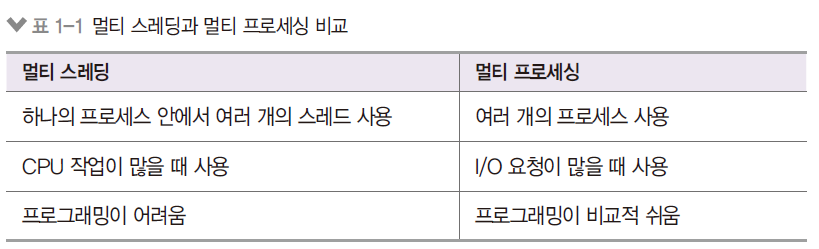 표 1-1 멀티 스레딩과 멀티 프로세싱 비교
멀티 스레딩 멀티 프로세싱
하나의 프로세스 안에서 여러 개의 스레드 사용 여러 개의 프로세스 사용
CPU 작업이 많을 때 사용 I/O 요청이 많을 때 사용
프로그래밍이 어려움 프로그래밍이 비교적 쉬움